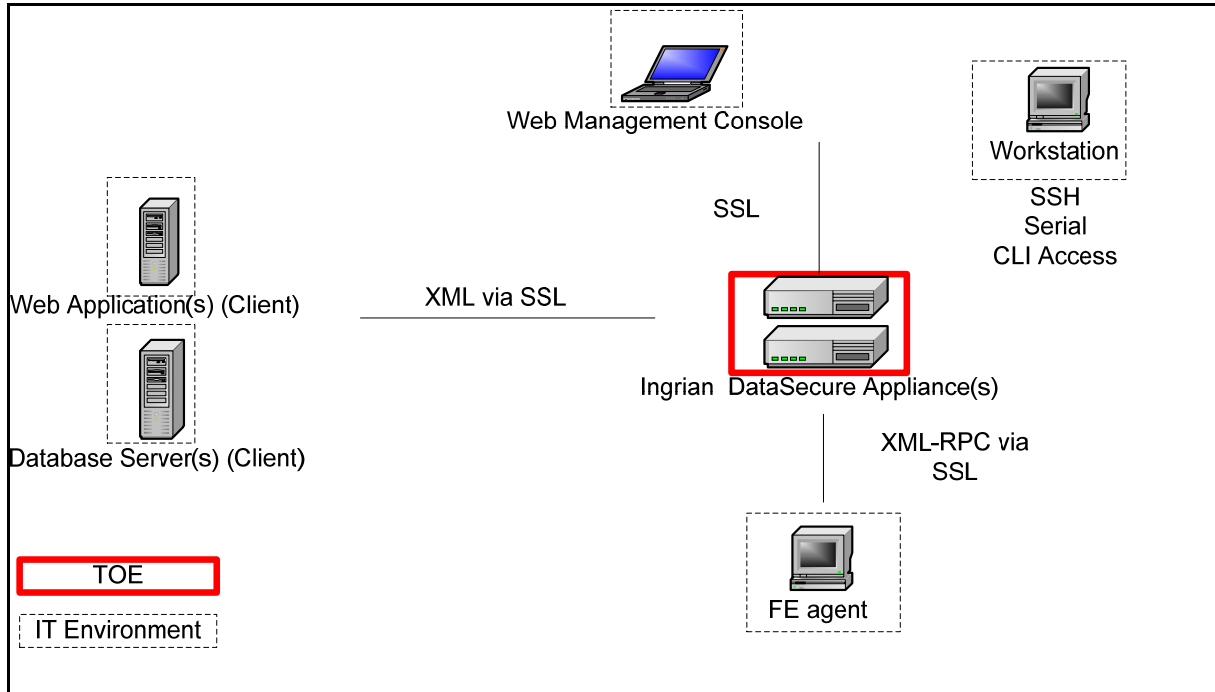 Web Management Console
Workstation
SSH
Serial
CLI Access
SSL
Web Application(s) (Client)
XML via SSL
Ingrian DataSecure Appliance(s)
Database Server(s) (Client)
XML-RPC via
SSL
TOE
FE agent
IT Environment